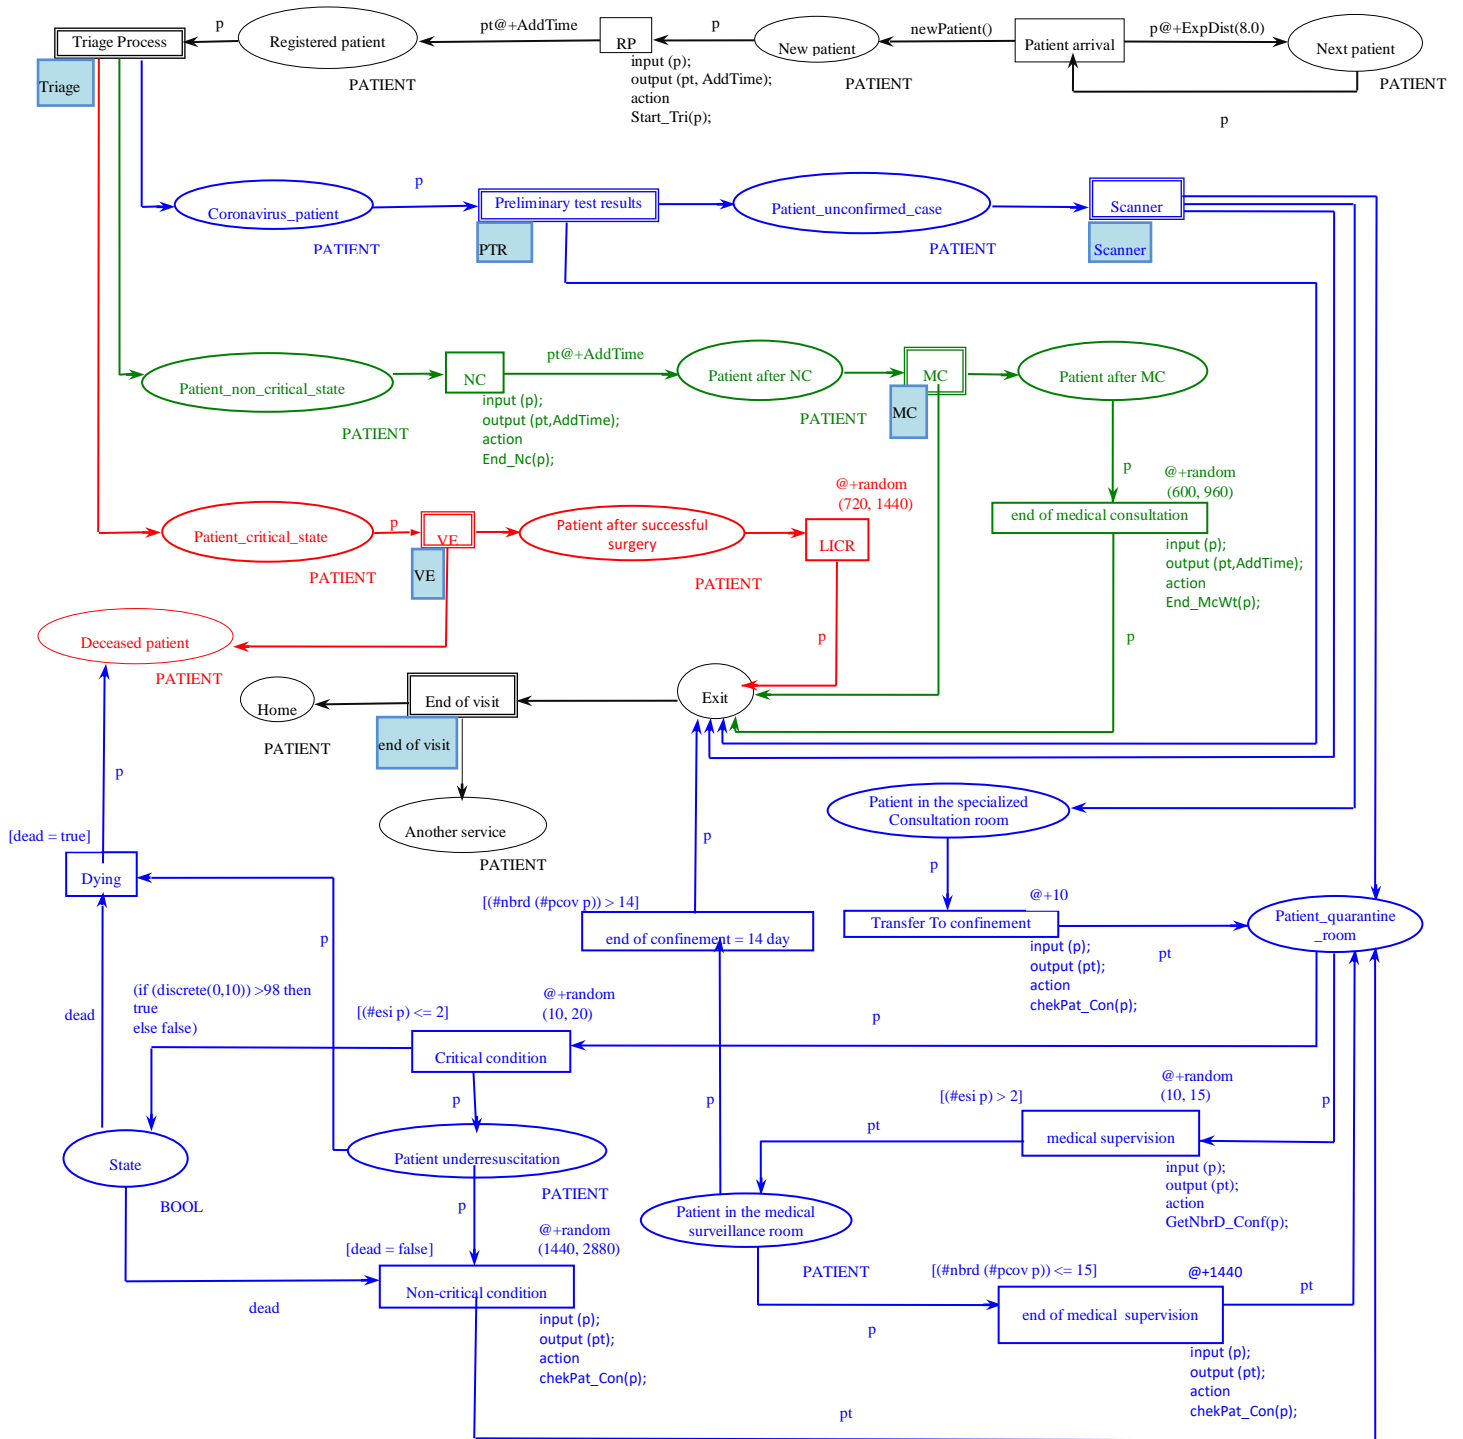 p
pt@+AddTime
p
newPatient()
p@+ExpDist(8.0)
Triage Process
Registered patient
RP
New patient
Patient arrival
Next patient
Triage
PATIENT
input (p);
output (pt, AddTime);
action
Start_Tri(p);
PATIENT
PATIENT
p
p
Coronavirus_patient
Preliminary test results
Patient_unconfirmed_case
Scanner
PATIENT
PTR
PATIENT
Scanner
pt@+AddTime
Patient_non_critical_state
NC
Patient after NC
MC
Patient after MC
PATIENT
input (p);
output (pt,AddTime);
action
End_Nc(p);
PATIENT
MC
p
@+random
(600, 960)
@+random
(720, 1440)
end of medical consultation
input (p);
output (pt,AddTime);
action
End_McWt(p);
Patient_critical_state
p
VE
Patient after successful
surgery
LICR
PATIENT
VE
PATIENT
p
p
Deceased patient
PATIENT
Home
End of visit
Exit
PATIENT
end of visit
Another service
PATIENT
p
[dead = true]
Dying
p
Patient in the specialized
Consultation room
p
@+10
[(#nbrd (#pcov p)) > 14]
end of confinement = 14 day
Transfer To confinement
Patient_quarantine
_room
input (p);
output (pt);
action
chekPat_Con(p);
pt
p
p
(if (discrete(0,10)) >98 then
true
else false)
dead
@+random
(10, 20)
[(#esi p) <= 2]
Critical condition
p
@+random
(10, 15)
[(#esi p) > 2]
p
p
p
pt
medical supervision
State
Patient underresuscitation
BOOL
PATIENT
input (p);
output (pt);
action
GetNbrD_Conf(p);
p
Patient in the medical
surveillance room
@+random
(1440, 2880)
[dead = false]
PATIENT
[(#nbrd (#pcov p)) <= 15]
@+1440
pt
Non-critical condition
dead
end of medical  supervision
p
input (p);
output (pt);
action
chekPat_Con(p);
input (p);
output (pt);
action
chekPat_Con(p);
pt